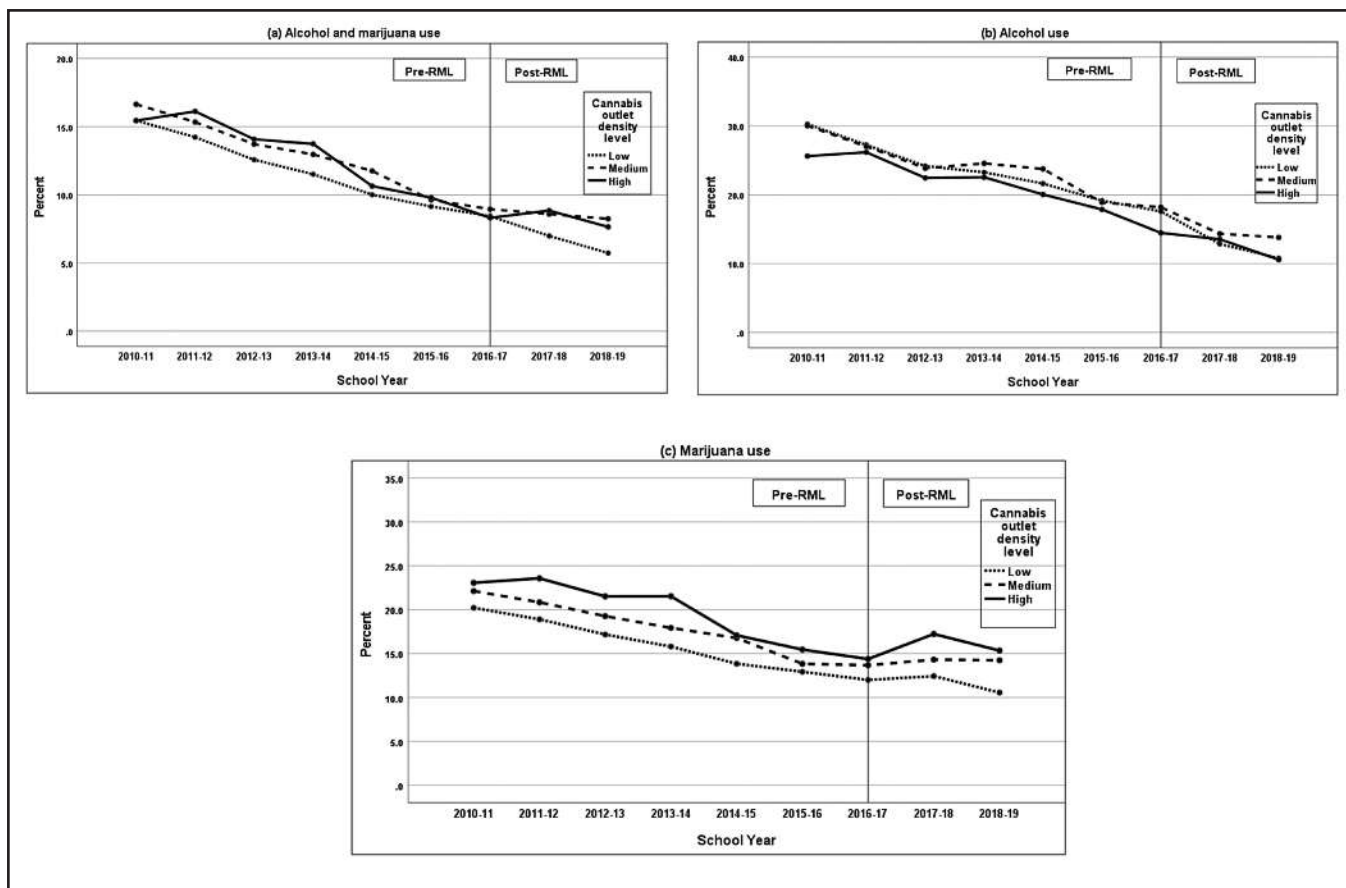 (a) Alcohol and marijuana use
20.0
15.0
10.0
5.0
.0
Percent
Pre-RML
Post-RML
Cannabis
outlet
density
level
Low
Medium
High
2010-11 2011-12 2012-13 2013-14 2014-15 2015-16 2016-17 2017-18 2018-19
School Year
(b) Alcohol use
40.0
30.0
20.0
10.0
.0
Percent
Pre-RML
Post-RML
Cannabis
outlet
density
level
Low
Medium
High
2010-11 2011-12 2012-13 2013-14 2014-15 2015-16 2016-17 2017-18 2018-19
School Year
(c) Marijuana use
35.0
30.0
25.0
20.0
15.0
10.0
5.0
.0
Percent
Pre-RML
Post-RML
Cannabis
outlet
density
level
Low
Medium
High
2010-11 2011-12 2012-13 2013-14 2014-15 2015-16 2016-17 2017-18 2018-19
School Year